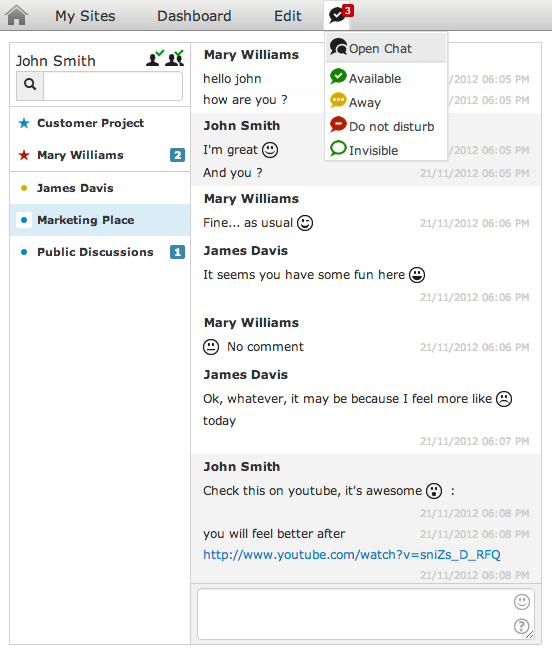 My Sites Dashboard Edit 3
John Smith
Customer Project
Mary Williams 2
James Davis
Marketing Place
Public Discussions 1
Open Chat
Available
Away
Do not disturb
Invisible
Mary Williams
hello john /11/2012 06:05 PM
how are you ? /11/2012 06:05 PM
John Smith
I'm great /11/2012 06:05 PM
And you ? 21/11/2012 06:05 PM
Mary Williams
Fine... as usual 21/11/2012 06:06 PM
James Davis
It seems you have some fun here
21/11/2012 06:06 PM
Mary Williams
No comment 21/11/2012 06:06 PM
James Davis
Ok, whatever, it may be because I feel more like
today
21/11/2012 06:07 PM
John Smith
Check this on youtube, it's awesome :
21/11/2012 06:08 PM
you will feel better after 21/11/2012 06:08 PM
http://www.youtube.com/watch?v=sniZs_D_RFQ
21/11/2012 06:08 PM
?